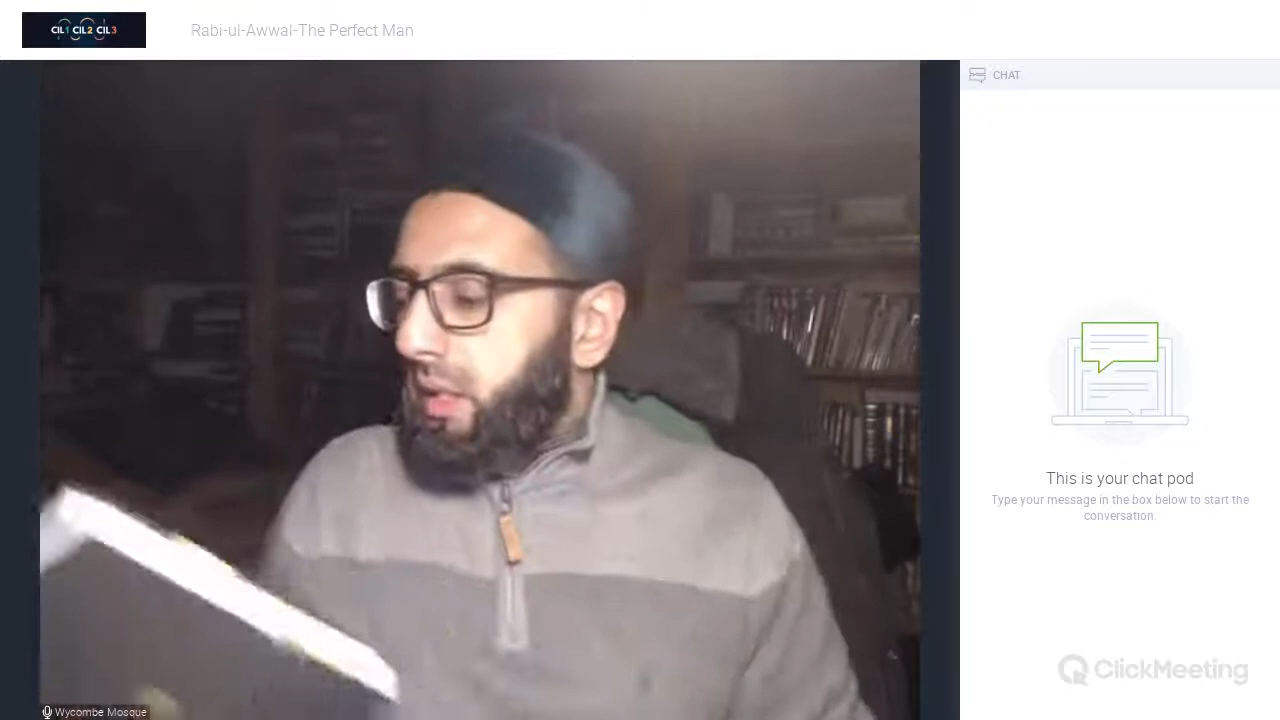 CIL1 CIL2 CIL3
Rabi-ul-Awwal-The Perfect Man
CHAT
This is your chat pod
Type your message in the box below to start the
conversation.
ClickMeeting
Wycombe Mosque